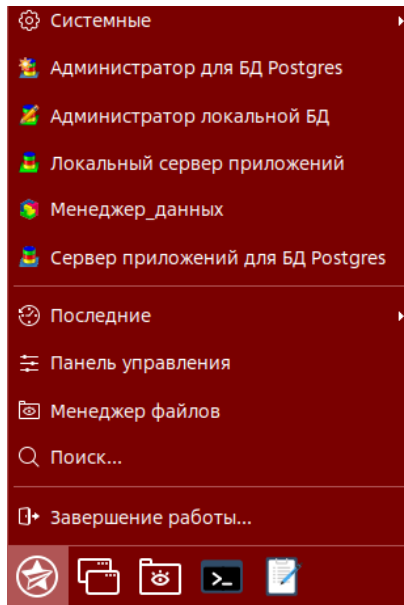 Системные
Администратор для БД Postgres
Администратор локальной БД
Локальный сервер приложений
Менеджер_данных
Сервер приложений для БД Postgres
Последние
Панель управления
Менеджер файлов
Поиск...
Завершение работы...